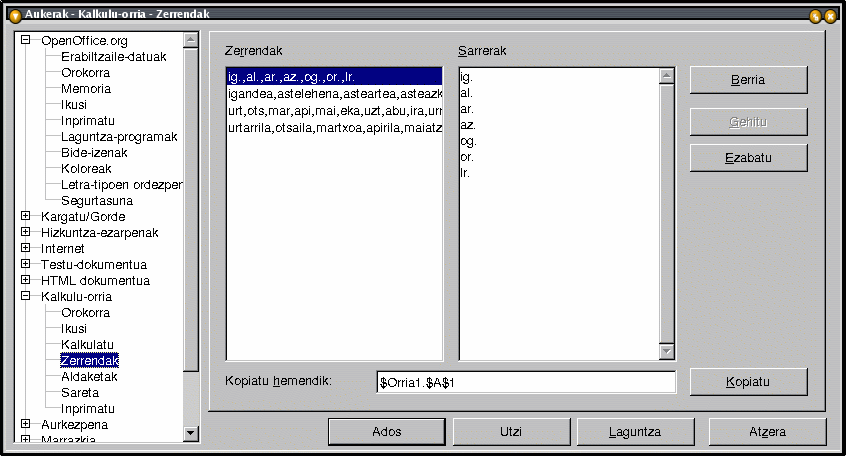 Aukerak - Kalkulu-orria - Zerrendak
OpenOffice.org
Erabiltzaile-datuak
Orokorra
Memoria
Ikusi
Inprimatu
Laguntza-programak
Bide-izenak
Koloreak
Letra-tipoen ordezper
Segurtasuna
Kargatu/Gorde
Hizkuntza-ezarpenak
Internet
Testu-dokumentua
HTML dokumentua
Kalkulu-orria
Orokorra
Ikusi
Kalkulatu
Zerrendak
Aldaketak
Sareta
Inprimatu
Aurkezpena
Marrazkia
Zerrendak
ig.,al.,ar.,az.,og.,or.,lr.
igandea,astelehena,asteartea,asteazk
urt,ots,mar,api,mai,eka,uzt,abu,ira,urr
urtarrila,otsaila,martxoa,apirila,maiatz
Sarrerak
ig.
al.
ar.
az.
og.
or.
lr.
Berria
Gehitu
Ezabatu
Kopiatu hemendik:
$Orria1.$A$1
Kopiatu
Ados
Utzi
Laguntza
Atzera